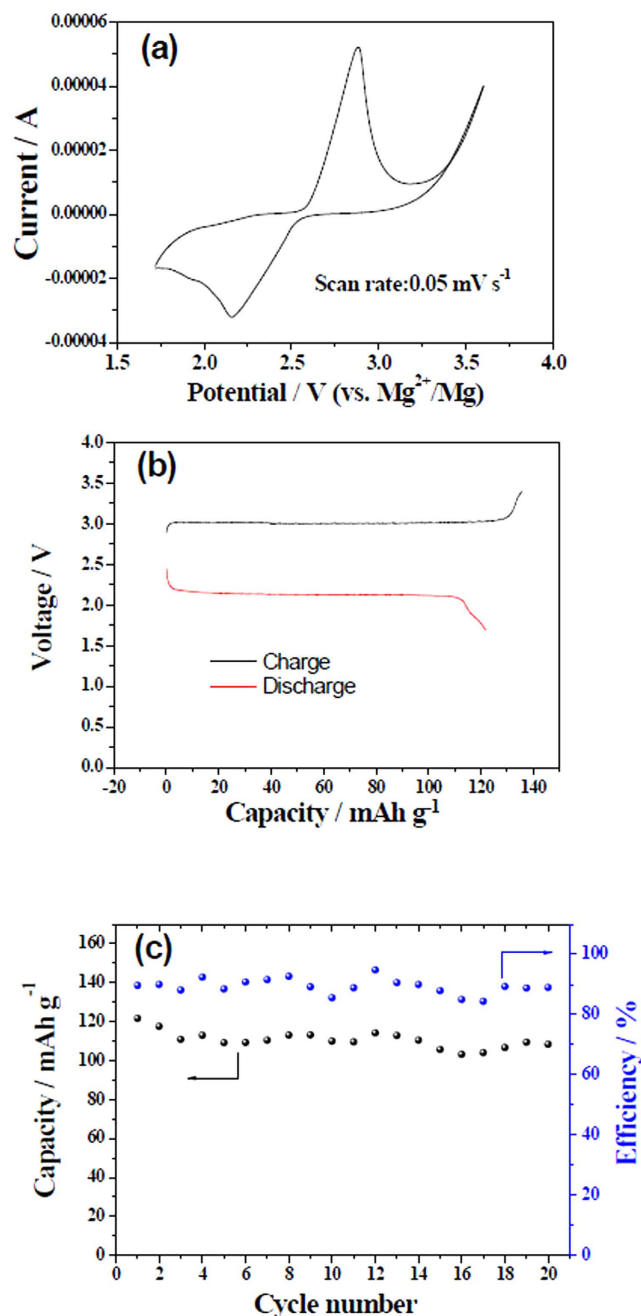 (a)
0.00006
0.00004
0.00002
0.00000
-0.00002
-0.00004
Current / A
Scan rate:0.05 mV s⁻¹
1.5 2.0 2.5 3.0 3.5 4.0
Potential / V (vs. Mg²⁺/Mg)
(b)
4.0
3.5
3.0
2.5
2.0
1.5
1.0
0.5
0.0
Voltage / V
Charge
Discharge
-20 0 20 40 60 80 100 120 140
Capacity / mAh g⁻¹
(c)
160
140
120
100
80
60
40
20
0
Capacity / mAh g⁻¹
100
80
60
40
20
0
Efficiency / %
0 2 4 6 8 10 12 14 16 18 20
Cycle number